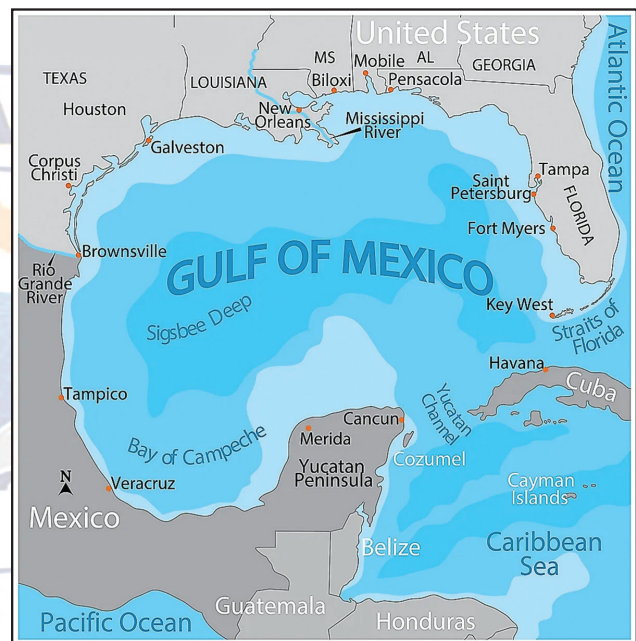 United States
Atlantic Ocean
MS
Mobile
AL
TEXAS
LOUISIANA
Biloxi
Pensacola
GEORGIA
Houston
New
Orleans
Mississippi
River
Galveston
Corpus
Christi
Tampa
Saint
Petersburg
FLORIDA
Fort Myers
Brownsville
Rio
Grande
River
GULF OF MEXICO
Sigsbee Deep
Key West
Straits of
Florida
Havana
Cuba
Tampico
Yucatan
Channel
Cancun
Bay of Campeche
Merida
Cozumel
Yucatan
Peninsula
N
Veracruz
Cayman
Islands
Mexico
Belize
Caribbean
Sea
Guatemala
Pacific Ocean
Honduras